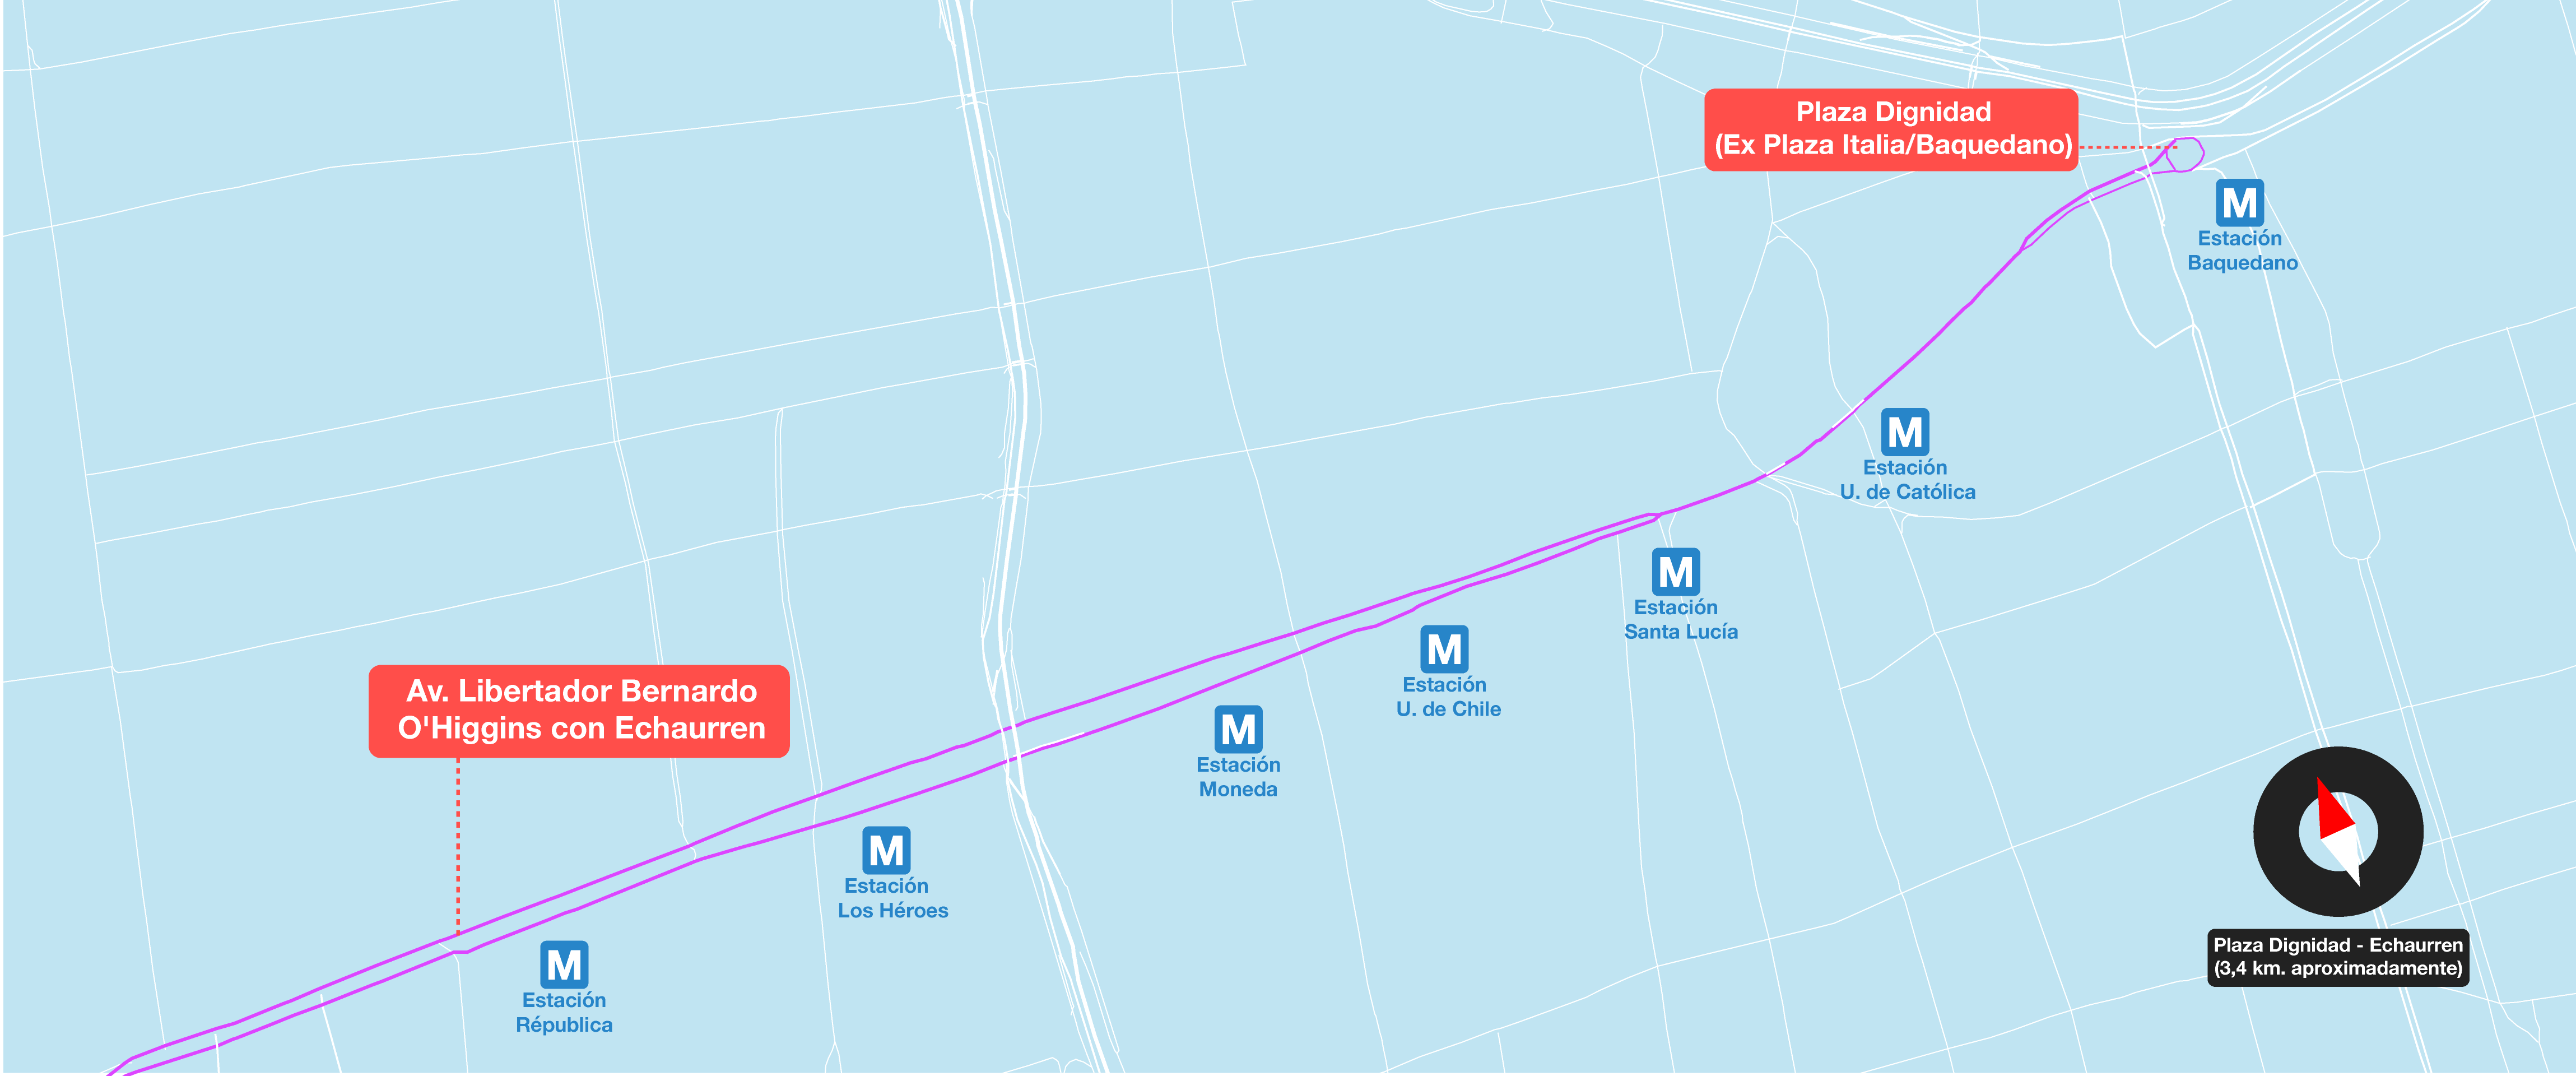 Plaza Dignidad
(Ex Plaza Italia/Baquedano)
M
Estación
Baquedano
M
Estación
U. de Católica
M
Estación
Santa Lucía
M
Estación
U. de Chile
Av. Libertador Bernardo
O'Higgins con Echaurren
M
Estación
Moneda
M
Estación
Los Héroes
M
Estación
Républica
Plaza Dignidad - Echaurren
(3,4 km. aproximadamente)